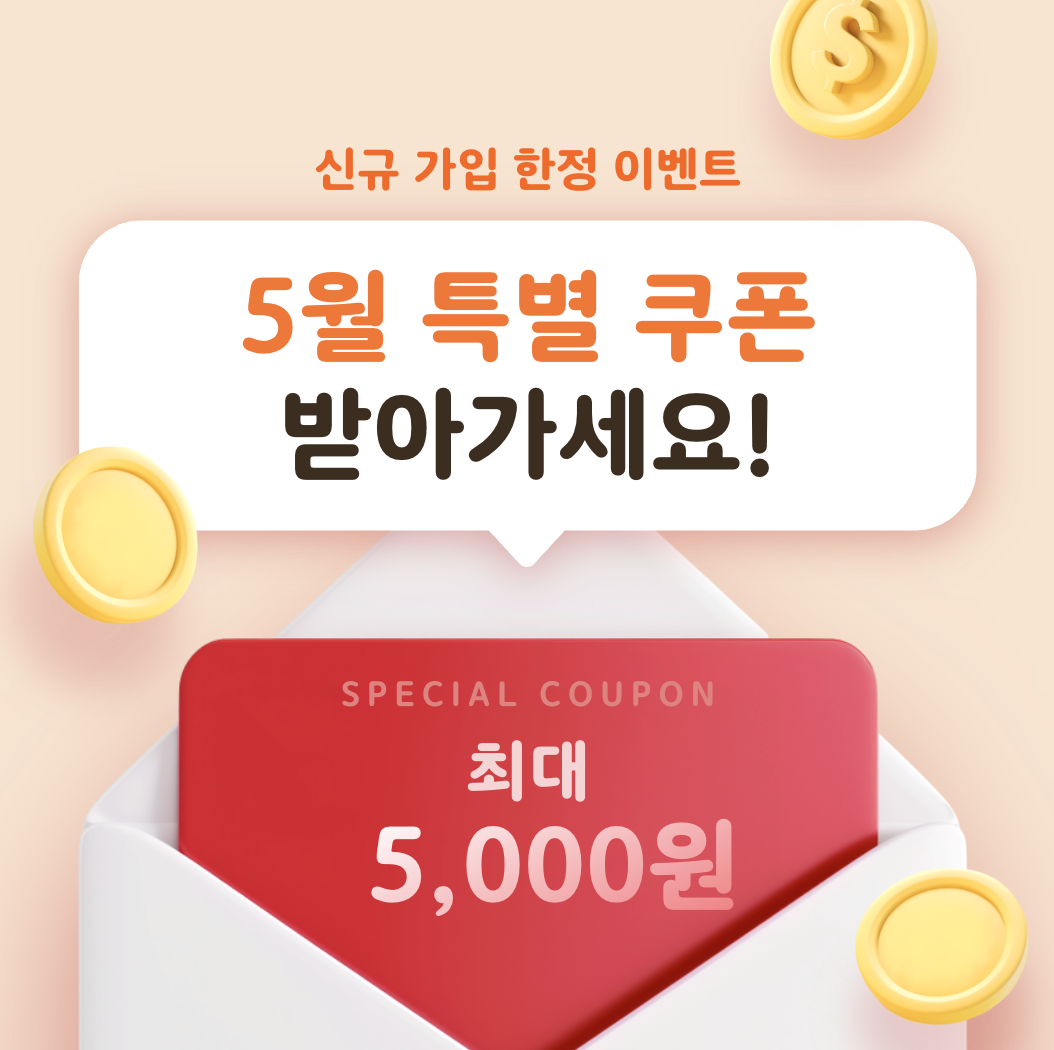 신규 가입 한정 이벤트
5월 특별 쿠폰
받아가세요!
SPECIAL COUPON
최대
5,000원